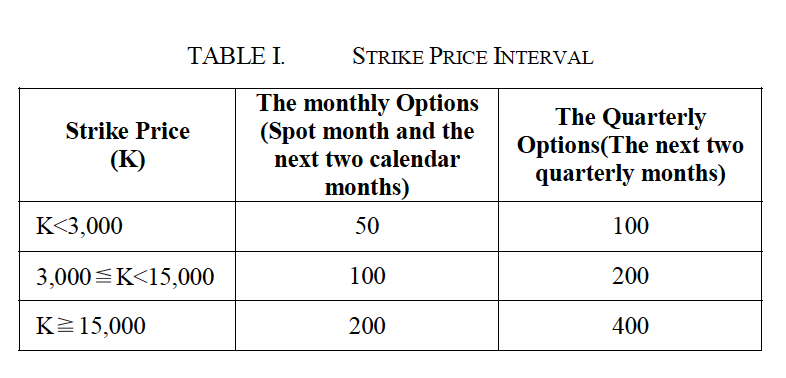 TABLE I. STRIKE PRICE INTERVAL
Strike Price
(K)
The monthly Options
(Spot month and the
next two calendar
months)
The Quarterly
Options(The next two
quarterly months)
K<3,000
50
100
3,000≦K<15,000
100
200
K≧15,000
200
400